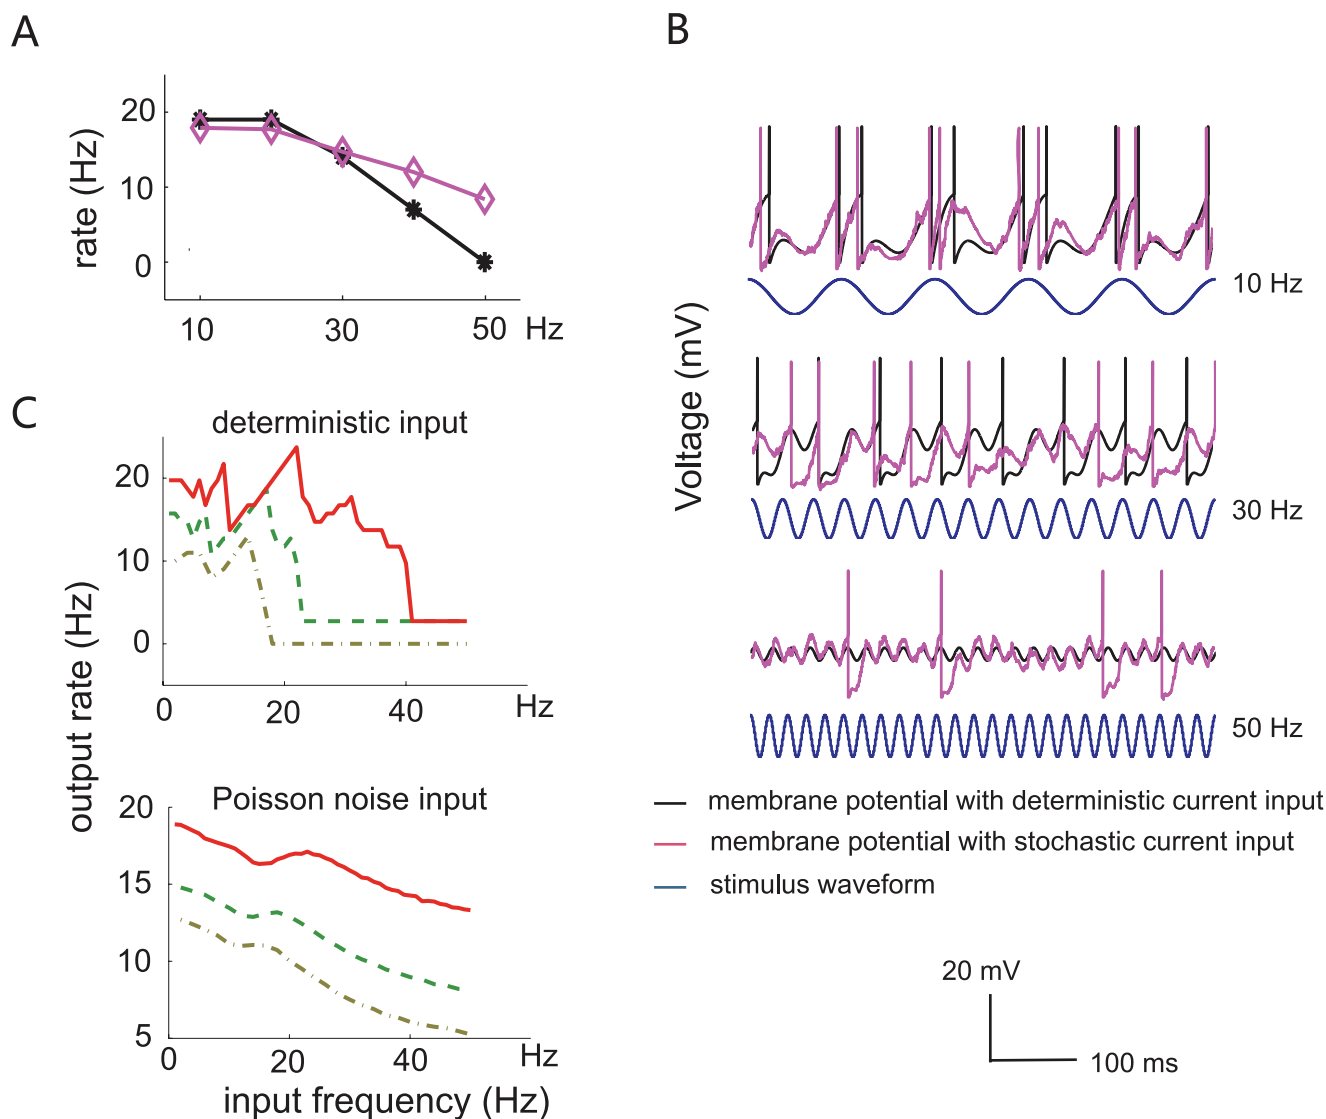 A
rate (Hz)
20
10
0
10
30
50
Hz
B
Voltage (mV)
10 Hz
30 Hz
50 Hz
membrane potential with deterministic current input
membrane potential with stochastic current input
stimulus waveform
20 mV
100 ms
C
output rate (Hz)
deterministic input
20
10
0
0
20
40
Hz
Poisson noise input
20
15
10
5
0
20
40
Hz
input frequency (Hz)